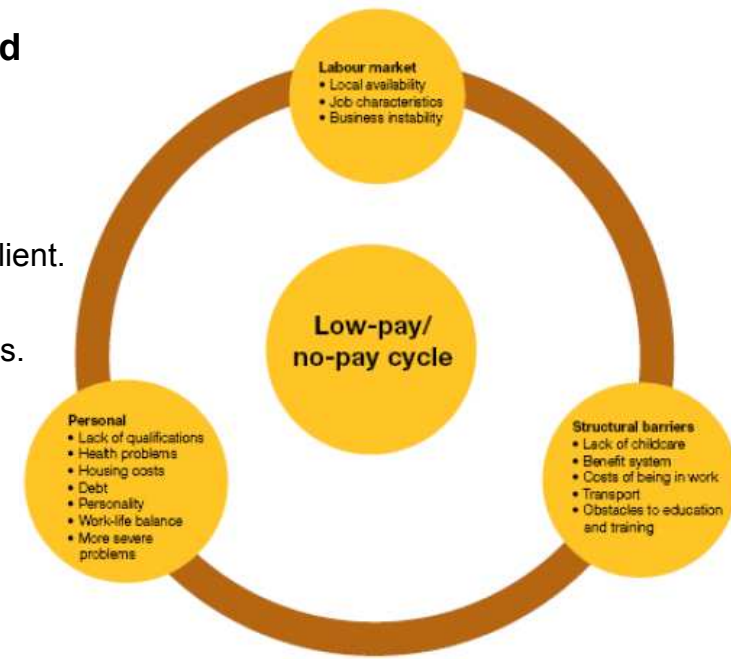 d
lient.
s.
Labour market
• Local availability
• Job characteristics
• Business instability
Low-pay/
no-pay cycle
Personal
• Lack of qualifications
• Health problems
• Housing costs
• Debt
• Personality
• Work-life balance
• More severe
problems
Structural barriers
• Lack of childcare
• Benefit system
• Costs of being in work
• Transport
• Obstacles to education
and training